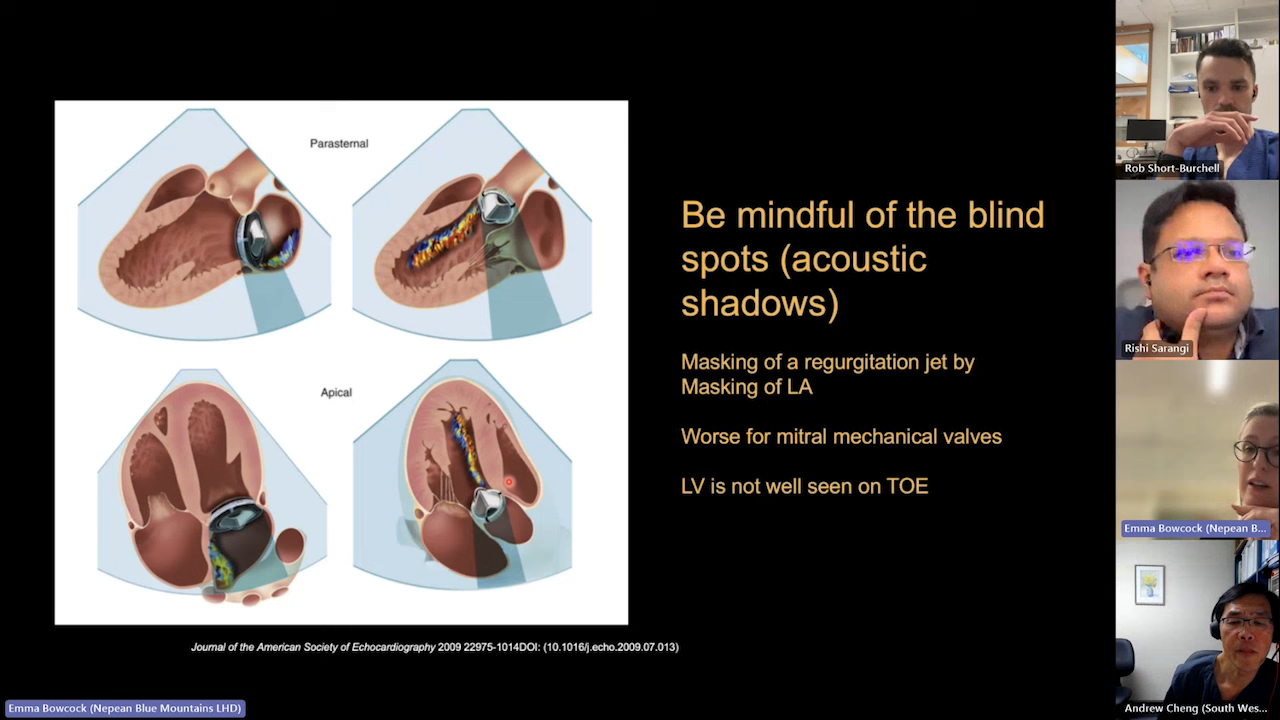 Parasternal
Apical
Be mindful of the blind
spots (acoustic
shadows)
Masking of a regurgitation jet by
Masking of LA
Worse for mitral mechanical valves
LV is not well seen on TOE
Journal of the American Society of Echocardiography 2009 22975-1014DOI: (10.1016/j.echo.2009.07.013)
Emma Bowcock (Nepean Blue Mountains LHD)
Rob Short-Burchell
Rishi Sarangi
Emma Bowcock (Nepean B...
Andrew Cheng (South Wes...